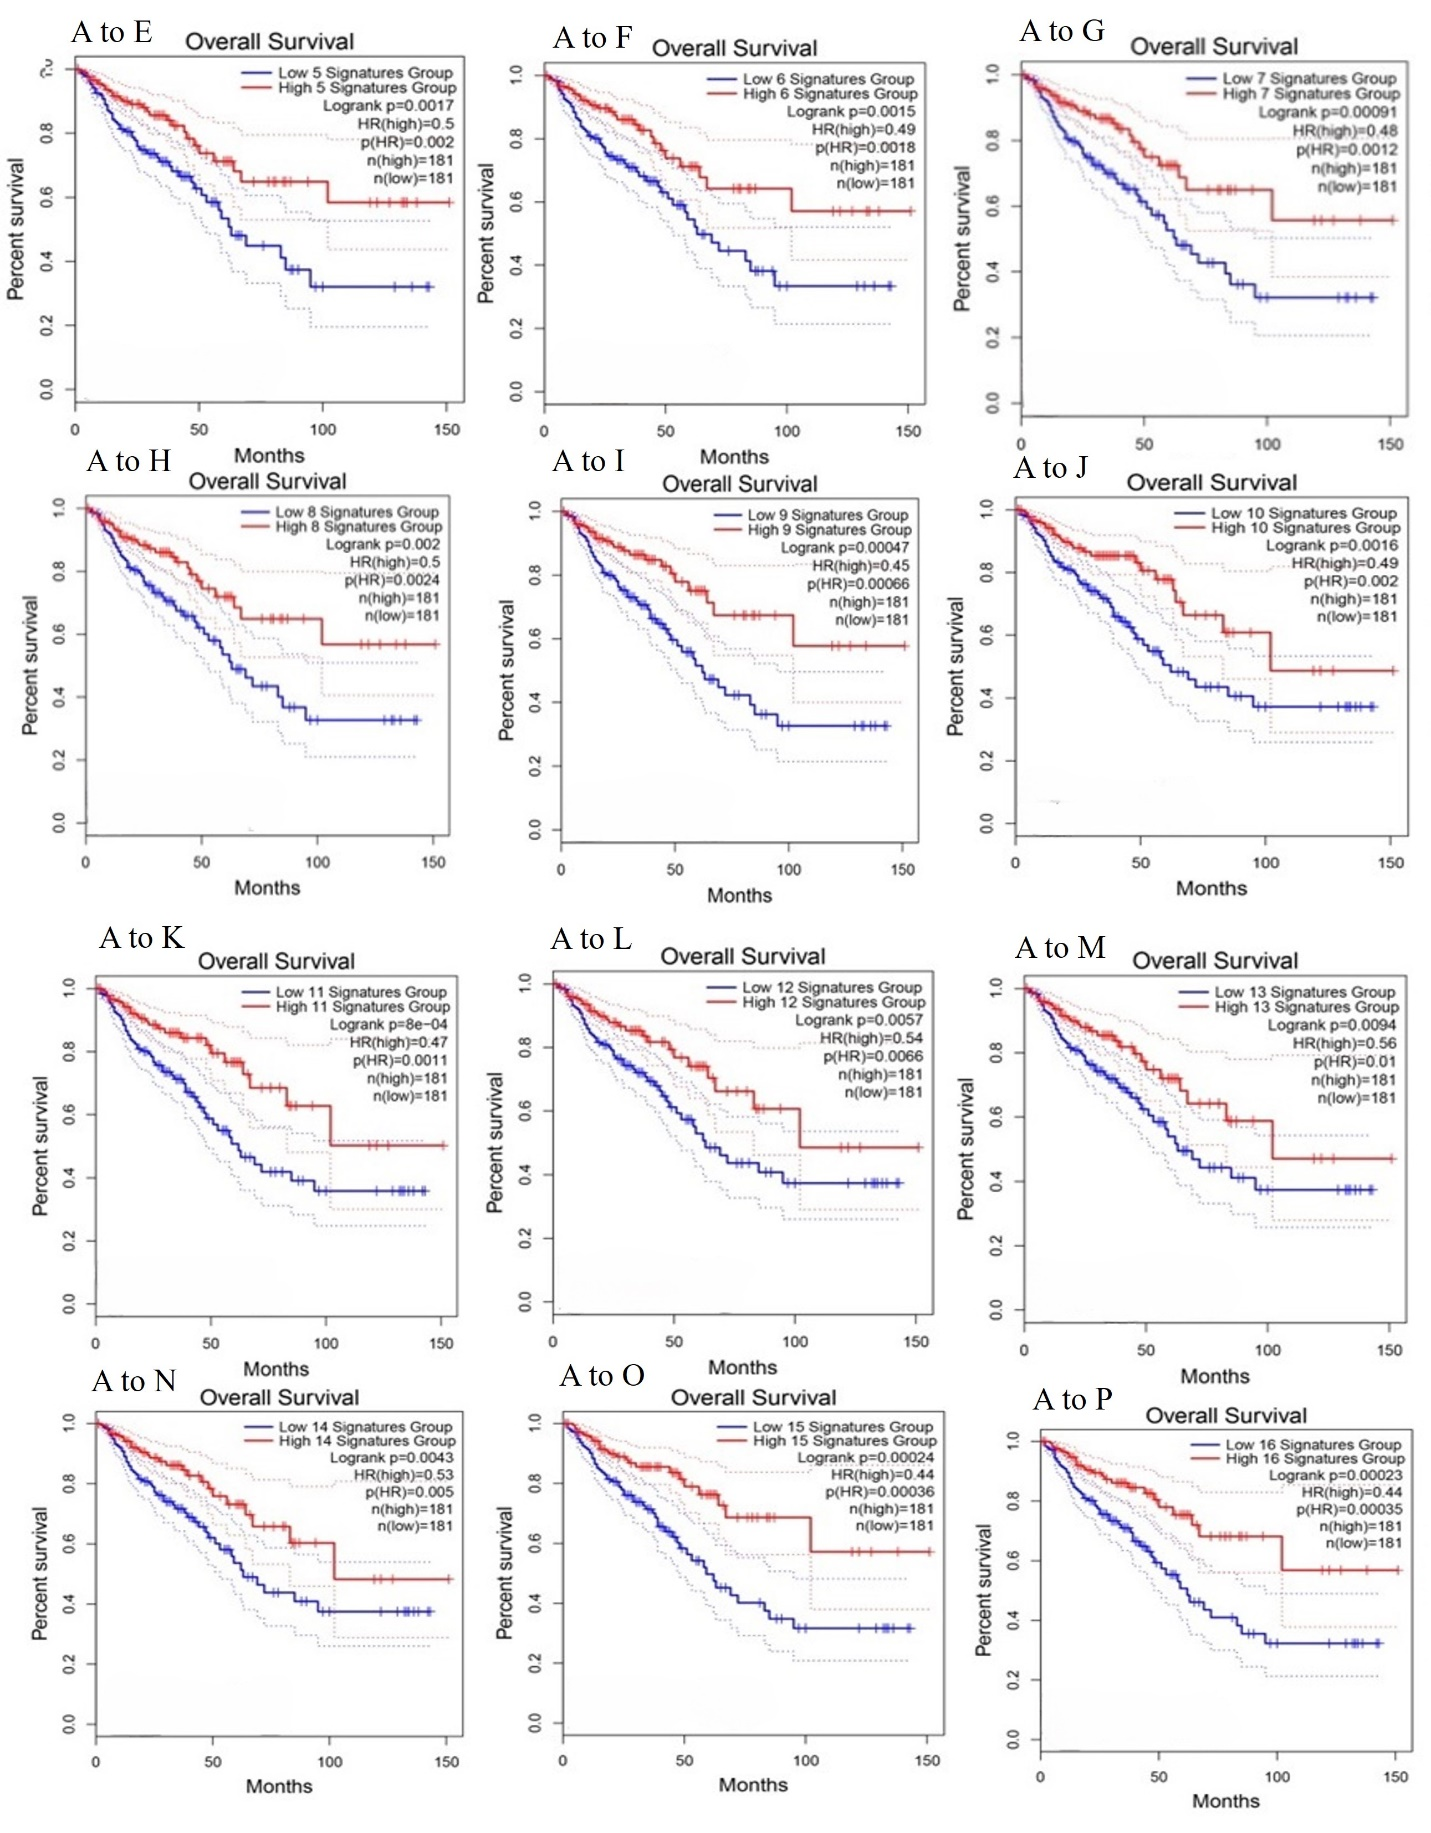 A to E
Overall Survival
Low 5 Signatures Group
High 5 Signatures Group
Logrank p=0.0017
HR(high)=0.5
p(HR)=0.002
n(high)=181
n(low)=181
Percent survival
0.8
0.6
0.4
0.2
0.0
0 50 100 150
Months
A to F
Overall Survival
Low 6 Signatures Group
High 6 Signatures Group
Logrank p=0.0015
HR(high)=0.49
p(HR)=0.0018
n(high)=181
n(low)=181
Percent survival
1.0
0.8
0.6
0.4
0.2
0.0
0 50 100 150
Months
A to G
Overall Survival
Low 7 Signatures Group
High 7 Signatures Group
Logrank p=0.00091
HR(high)=0.48
p(HR)=0.0012
n(high)=181
n(low)=181
Percent survival
1.0
0.8
0.6
0.4
0.2
0.0
0 50 100 150
A to H
Overall Survival
Low 8 Signatures Group
High 8 Signatures Group
Logrank p=0.002
HR(high)=0.5
p(HR)=0.0024
n(high)=181
n(low)=181
Percent survival
1.0
0.8
0.6
0.4
0.2
0.0
0 50 100 150
Months
A to I
Overall Survival
Low 9 Signatures Group
High 9 Signatures Group
Logrank p=0.00047
HR(high)=0.45
p(HR)=0.00066
n(high)=181
n(low)=181
Percent survival
1.0
0.8
0.6
0.4
0.2
0.0
0 50 100 150
Months
A to J
Overall Survival
Low 10 Signatures Group
High 10 Signatures Group
Logrank p=0.0016
HR(high)=0.49
p(HR)=0.002
n(high)=181
n(low)=181
Percent survival
1.0
0.8
0.6
0.4
0.2
0.0
0 50 100 150
Months
A to K
Overall Survival
Low 11 Signatures Group
High 11 Signatures Group
Logrank p=8e−04
HR(high)=0.47
p(HR)=0.0011
n(high)=181
n(low)=181
Percent survival
1.0
0.8
0.6
0.4
0.2
0.0
0 50 100 150
Months
A to L
Overall Survival
Low 12 Signatures Group
High 12 Signatures Group
Logrank p=0.0057
HR(high)=0.54
p(HR)=0.0066
n(high)=181
n(low)=181
Percent survival
1.0
0.8
0.6
0.4
0.2
0.0
0 50 100 150
Months
A to M
Overall Survival
Low 13 Signatures Group
High 13 Signatures Group
Logrank p=0.0094
HR(high)=0.56
p(HR)=0.01
n(high)=181
n(low)=181
Percent survival
1.0
0.8
0.6
0.4
0.2
0.0
0 50 100 150
Months
A to N
Overall Survival
Low 14 Signatures Group
High 14 Signatures Group
Logrank p=0.0043
HR(high)=0.53
p(HR)=0.005
n(high)=181
n(low)=181
Percent survival
1.0
0.8
0.6
0.4
0.2
0.0
0 50 100 150
Months
A to O
Overall Survival
Low 15 Signatures Group
High 15 Signatures Group
Logrank p=0.00024
HR(high)=0.44
p(HR)=0.00036
n(high)=181
n(low)=181
Percent survival
1.0
0.8
0.6
0.4
0.2
0.0
0 50 100 150
Months
A to P
Overall Survival
Low 16 Signatures Group
High 16 Signatures Group
Logrank p=0.00023
HR(high)=0.44
p(HR)=0.00035
n(high)=181
n(low)=181
Percent survival
1.0
0.8
0.6
0.4
0.2
0.0
0 50 100 150
Months